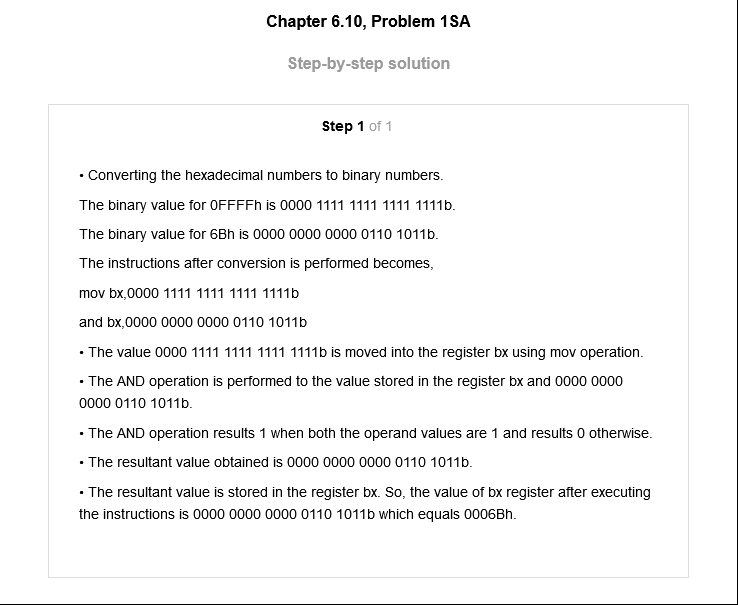 Chapter 6.10, Problem 1SA
Step-by-step solution
Step 1 of 1
• Converting the hexadecimal numbers to binary numbers.
The binary value for 0FFFFh is 0000 1111 1111 1111 1111b.
The binary value for 6Bh is 0000 0000 0000 0110 1011b.
The instructions after conversion is performed becomes,
mov bx,0000 1111 1111 1111 1111b
and bx,0000 0000 0000 0110 1011b
• The value 0000 1111 1111 1111 1111b is moved into the register bx using mov operation.
• The AND operation is performed to the value stored in the register bx and 0000 0000
0000 0110 1011b.
• The AND operation results 1 when both the operand values are 1 and results 0 otherwise.
• The resultant value obtained is 0000 0000 0000 0110 1011b.
• The resultant value is stored in the register bx. So, the value of bx register after executing
the instructions is 0000 0000 0000 0110 1011b which equals 0006Bh.